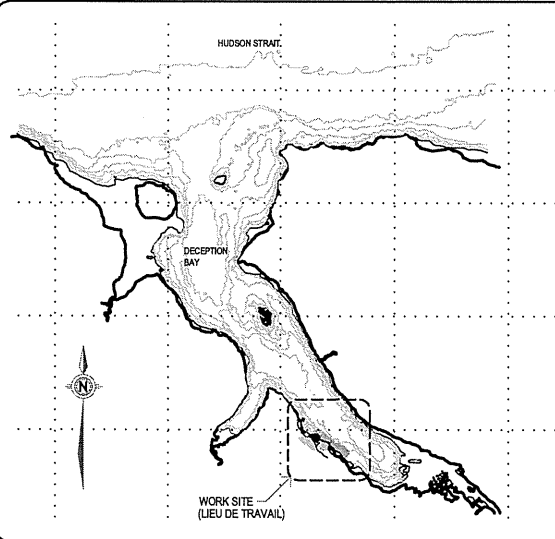 HUDSON STRAIT
DECEPTION
BAY
N
WORK SITE
(LIEU DE TRAVAIL)